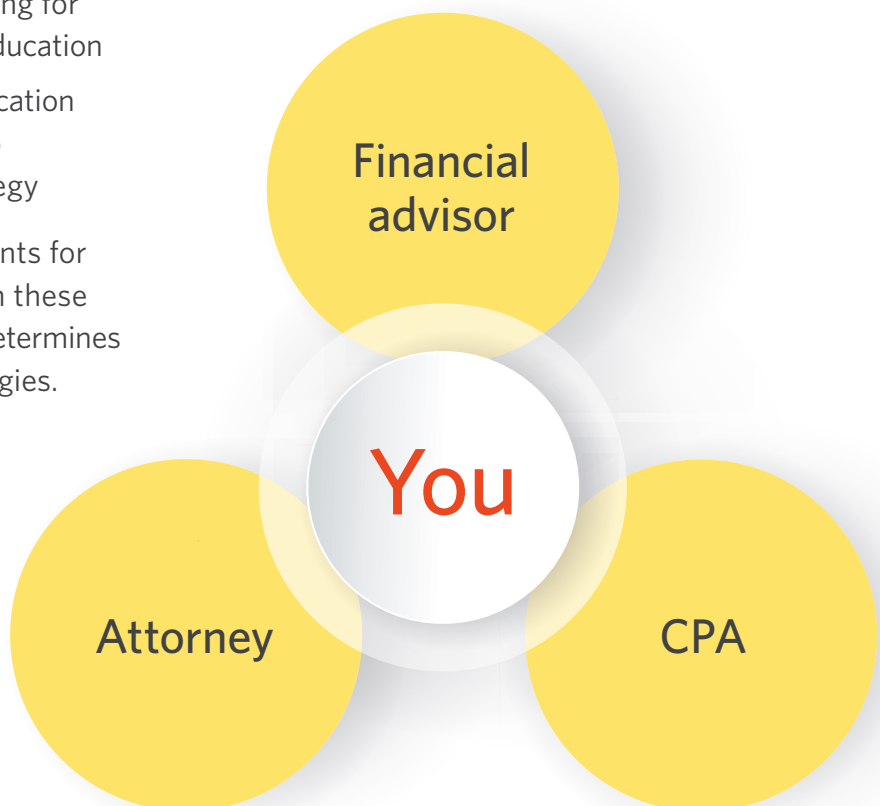 ng for
ducation
cation
egy
nts for
n these
etermines
gies.
Financial
advisor
You
Attorney
CPA